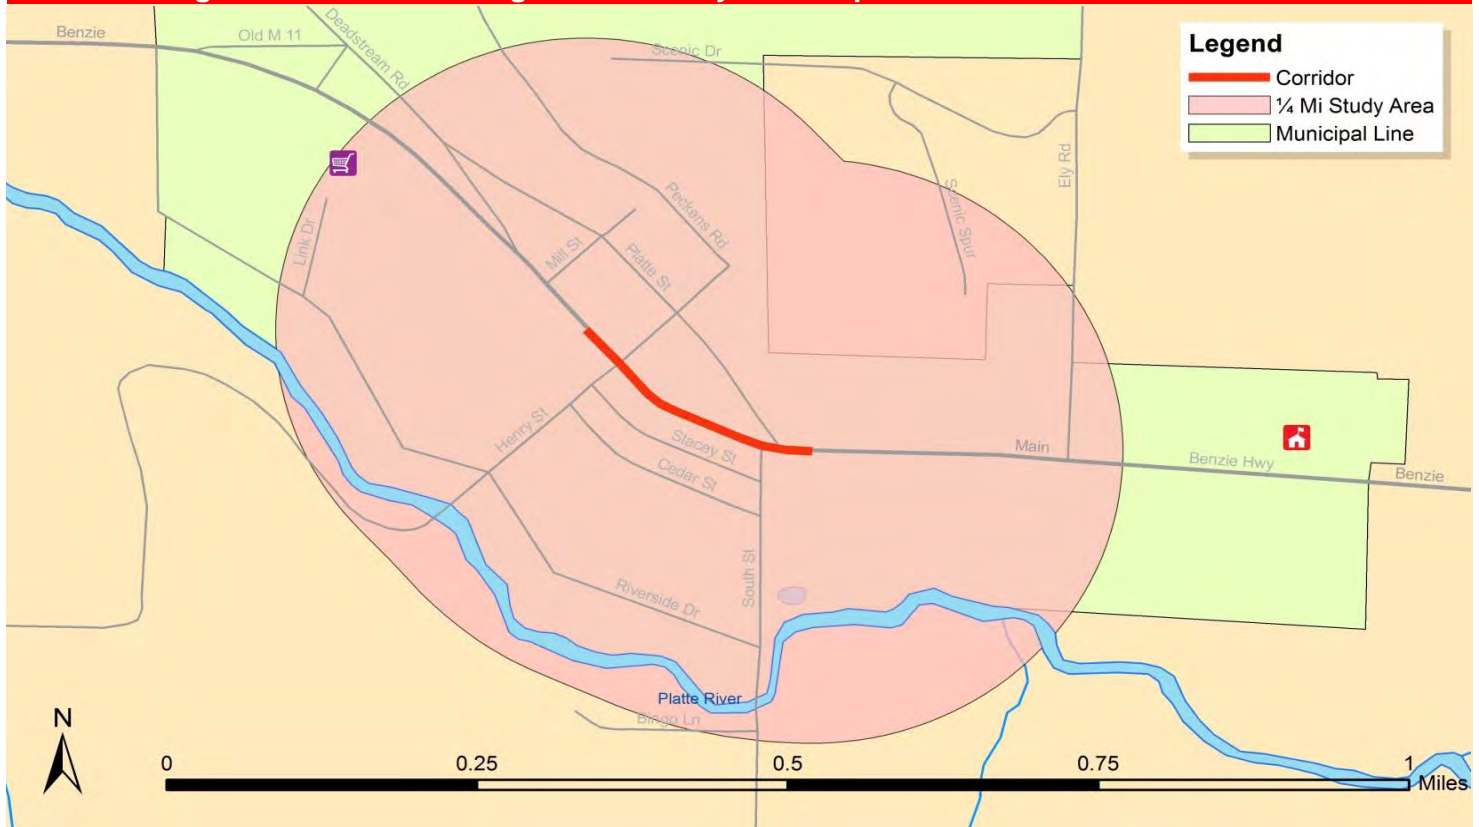 Benzie
Old M 11
Deadstream Rd
Scenic Dr
Legend
Corridor
¼ Mi Study Area
Municipal Line
Ely Rd
Scenic Spur
Peckens Rd
Link Dr
Mill St
Platte St
Henry St
Stacey St
Cedar St
Main
Benzie Hwy
Benzie
South St
Riverside Dr
Platte River
Bingo Ln
N
0 0.25 0.5 0.75 1
Miles